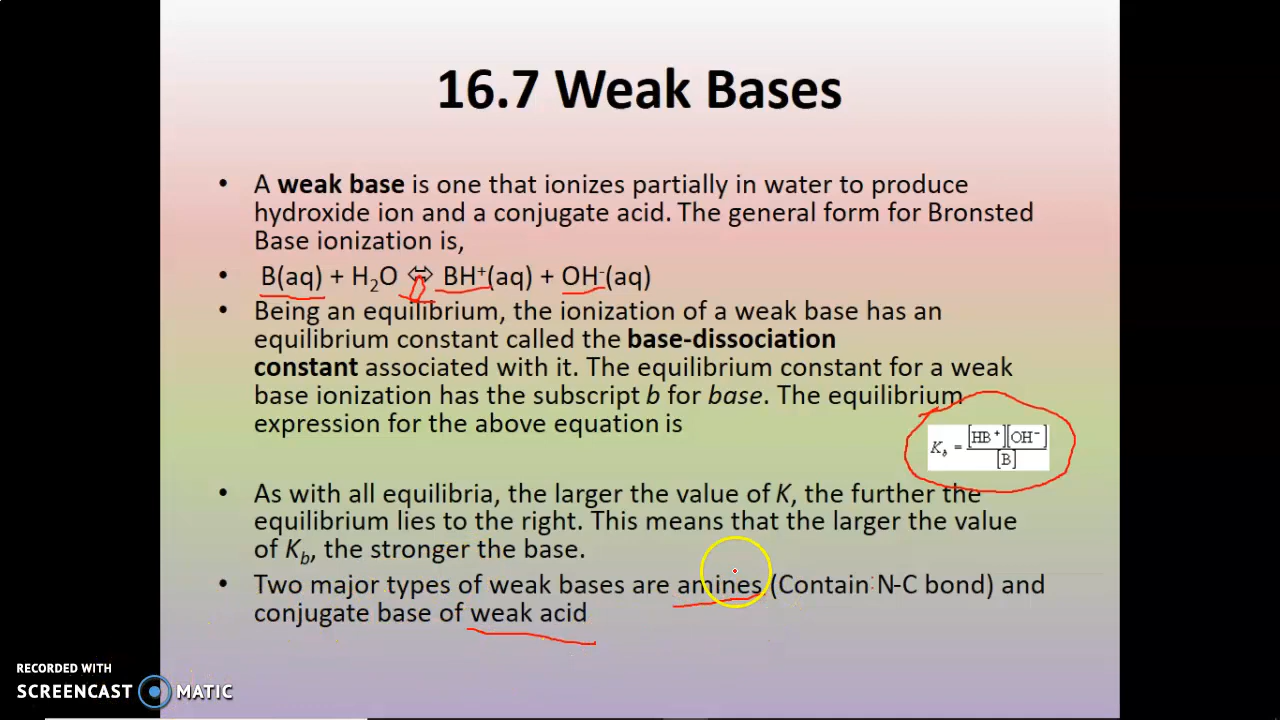 16.7 Weak Bases
• A weak base is one that ionizes partially in water to produce
hydroxide ion and a conjugate acid. The general form for Bronsted
Base ionization is,
• B(aq) + H₂O ⇔ BH⁺(aq) + OH⁻(aq)
• Being an equilibrium, the ionization of a weak base has an
equilibrium constant called the base-dissociation
constant associated with it. The equilibrium constant for a weak
base ionization has the subscript b for base. The equilibrium
expression for the above equation is
K_b = [HB⁺][OH⁻] / [B]
• As with all equilibria, the larger the value of K, the further the
equilibrium lies to the right. This means that the larger the value
of K_b, the stronger the base.
• Two major types of weak bases are amines (Contain N-C bond) and
conjugate base of weak acid
RECORDED WITH
SCREENCAST MATIC